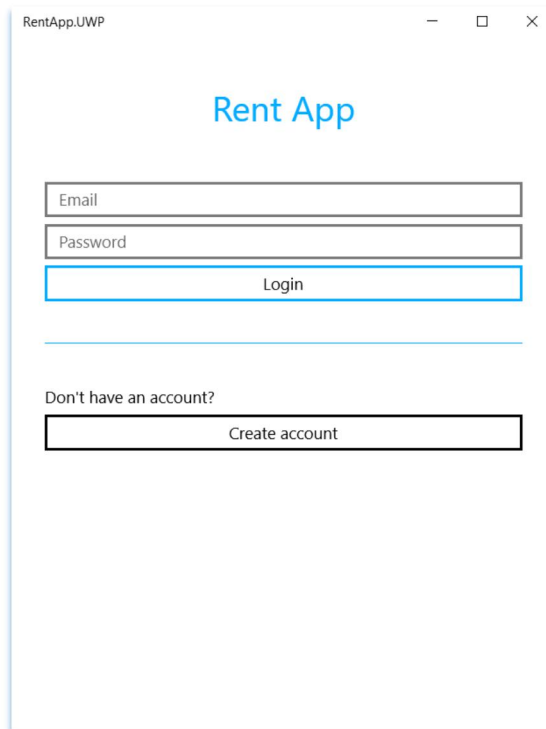 RentApp.UWP
Rent App
Email
Password
Login
Don't have an account?
Create account